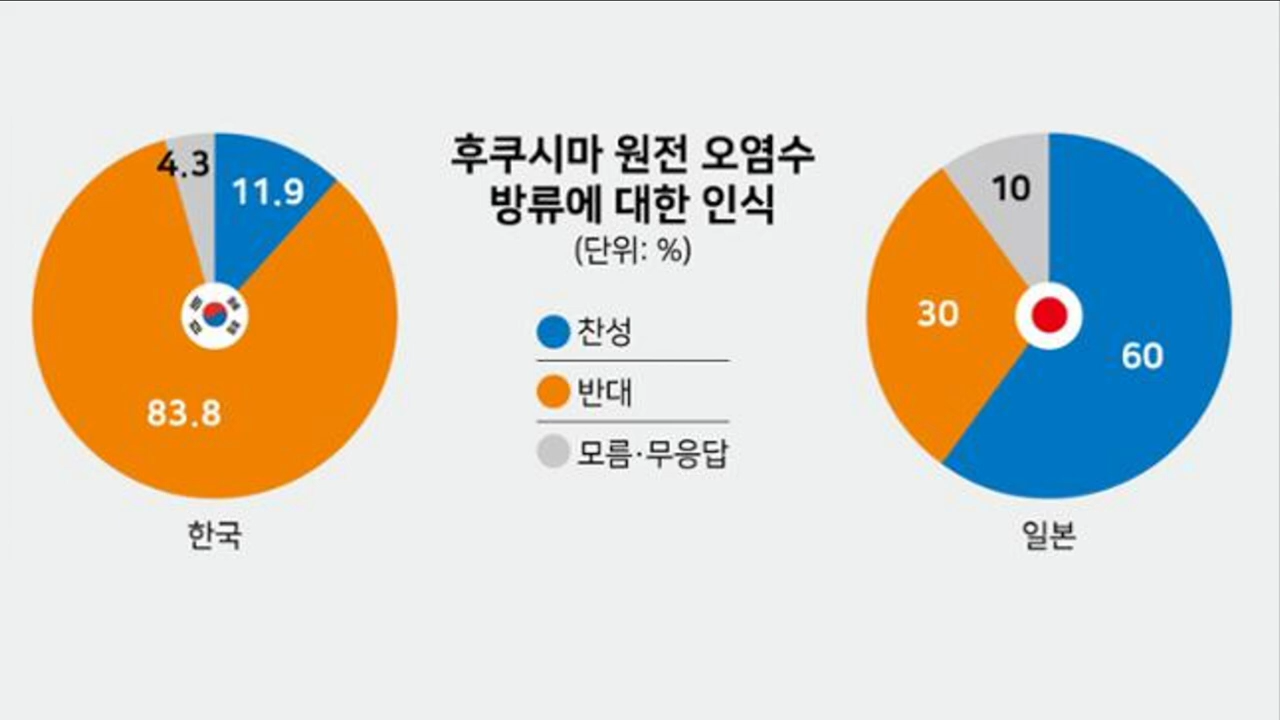 후쿠시마 원전 오염수
방류에 대한 인식
(단위: %)
4.3
11.9
83.8
한국
찬성
반대
모름·무응답
10
30
60
일본